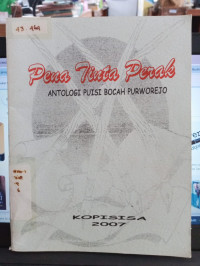 Pena Tinta Perak
ANTOLOGI PUISI BOCAH PURWOREJO
KOPISISA
2007